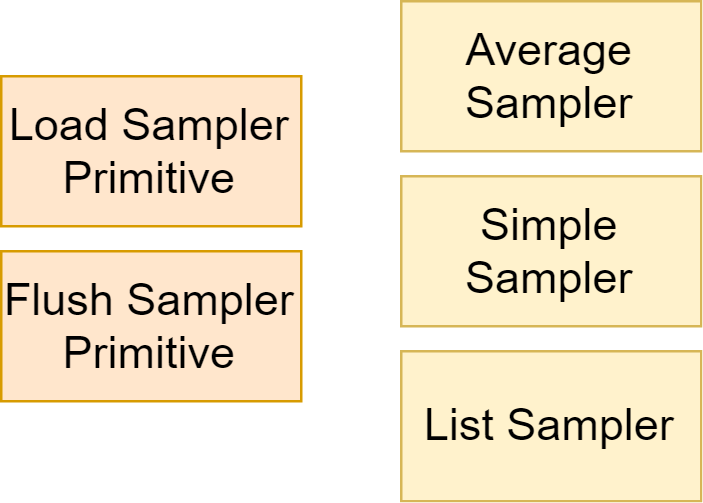 Load Sampler
Primitive
Flush Sampler
Primitive
Average
Sampler
Simple
Sampler
List Sampler